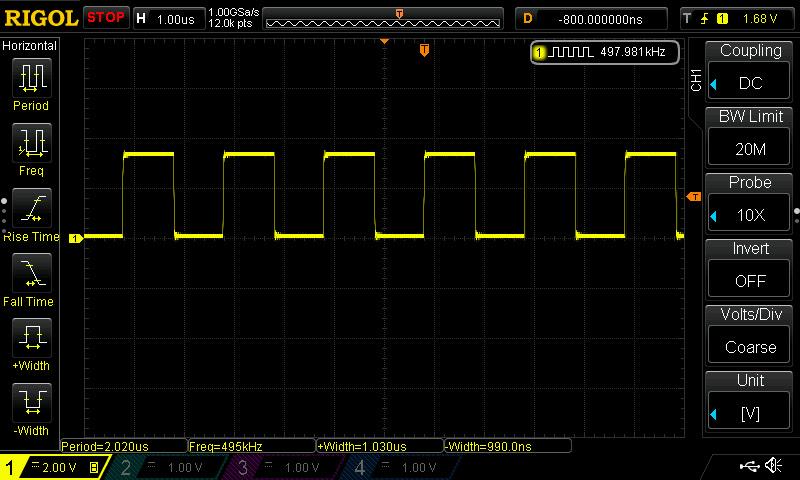 RIGOL STOP H 1.00us 1.00GSa/s D -800.000000ns T 1 1.68 V
12.0k pts
T
Horizontal
Period
Freq
Rise Time
Fall Time
+Width
-Width
T
1 497.981kHz
1
T
CH1
Coupling
DC
BW Limit
20M
Probe
10X
Invert
OFF
Volts/Div
Coarse
Unit
[V]
Period=2.020us Freq=495kHz +Width=1.030us -Width=990.0ns
1 2.00 V B 2 1.00 V 3 1.00 V 4 1.00 V